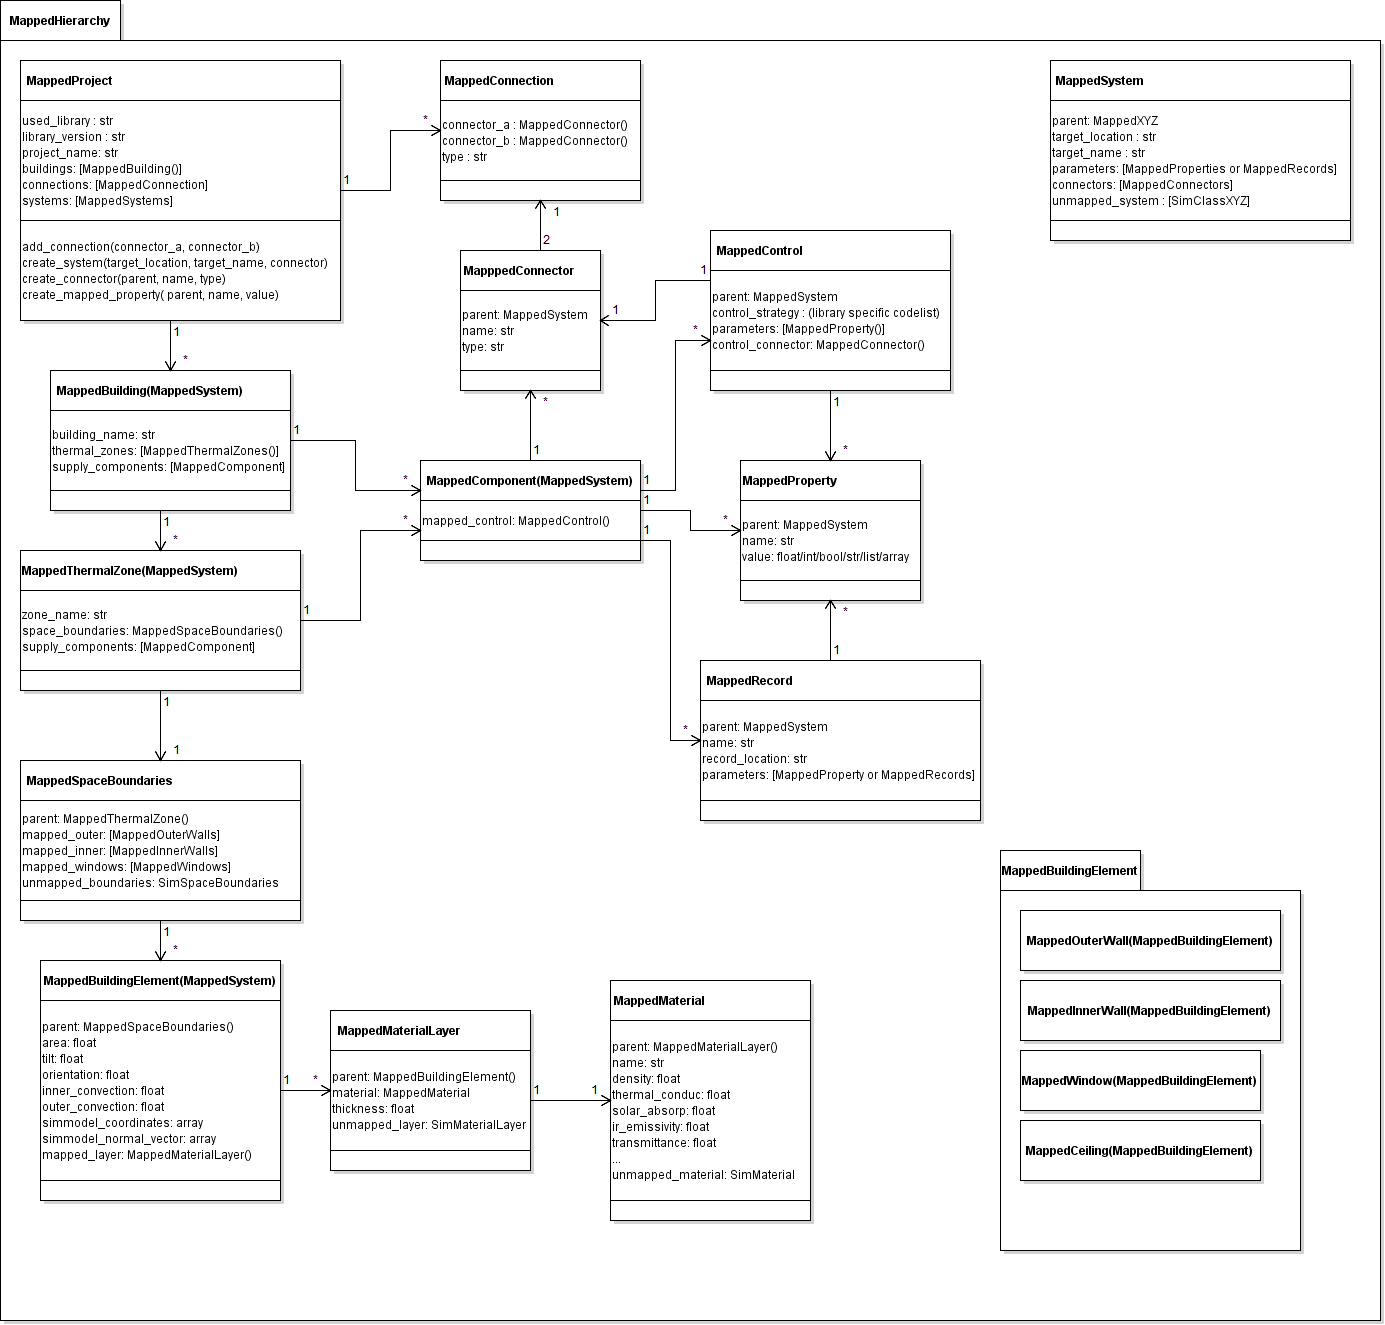 MappedHierarchy
MappedProject
used_library : str
library_version : str
project_name: str
buildings: [MappedBuilding()]
connections: [MappedConnection]
systems: [MappedSystems]
add_connection(connector_a, connector_b)
create_system(target_location, target_name, connector)
create_connector(parent, name, type)
create_mapped_property( parent, name, value)
1
*
1
*
MappedConnection
connector_a : MappedConnector()
connector_b : MappedConnector()
type : str
1
2
MapppedConnector
parent: MappedSystem
name: str
type: str
*
1
MappedControl
parent: MappedSystem
control_strategy : (library specific codelist)
parameters: [MappedProperty()]
control_connector: MappedConnector()
1
1
*
1
*
MappedSystem
parent: MappedXYZ
target_location : str
target_name : str
parameters: [MappedProperties or MappedRecords]
connectors: [MappedConnectors]
unmapped_system : [SimClassXYZ]
MappedBuilding(MappedSystem)
building_name: str
thermal_zones: [MappedThermalZones()]
supply_components: [MappedComponent]
1
*
1
*
MappedComponent(MappedSystem)
mapped_control: MappedControl()
1
1
1
*
*
MappedProperty
parent: MappedSystem
name: str
value: float/int/bool/str/list/array
*
1
MappedThermalZone(MappedSystem)
zone_name: str
space_boundaries: MappedSpaceBoundaries()
supply_components: [MappedComponent]
1
*
1
1
MappedRecord
parent: MappedSystem
name: str
record_location: str
parameters: [MappedProperty or MappedRecords]
*
MappedSpaceBoundaries
parent: MappedThermalZone()
mapped_outer: [MappedOuterWalls]
mapped_inner: [MappedInnerWalls]
mapped_windows: [MappedWindows]
unmapped_boundaries: SimSpaceBoundaries
1
*
MappedBuildingElement(MappedSystem)
parent: MappedSpaceBoundaries()
area: float
tilt: float
orientation: float
inner_convection: float
outer_convection: float
simmodel_coordinates: array
simmodel_normal_vector: array
mapped_layer: MappedMaterialLayer()
1
*
MappedMaterialLayer
parent: MappedBuildingElement()
material: MappedMaterial
thickness: float
unmapped_layer: SimMaterialLayer
1
1
MappedMaterial
parent: MappedMaterialLayer()
name: str
density: float
thermal_conduc: float
solar_absorp: float
ir_emissivity: float
transmittance: float
...
unmapped_material: SimMaterial
MappedBuildingElement
MappedOuterWall(MappedBuildingElement)
MappedInnerWall(MappedBuildingElement)
MappedWindow(MappedBuildingElement)
MappedCeiling(MappedBuildingElement)